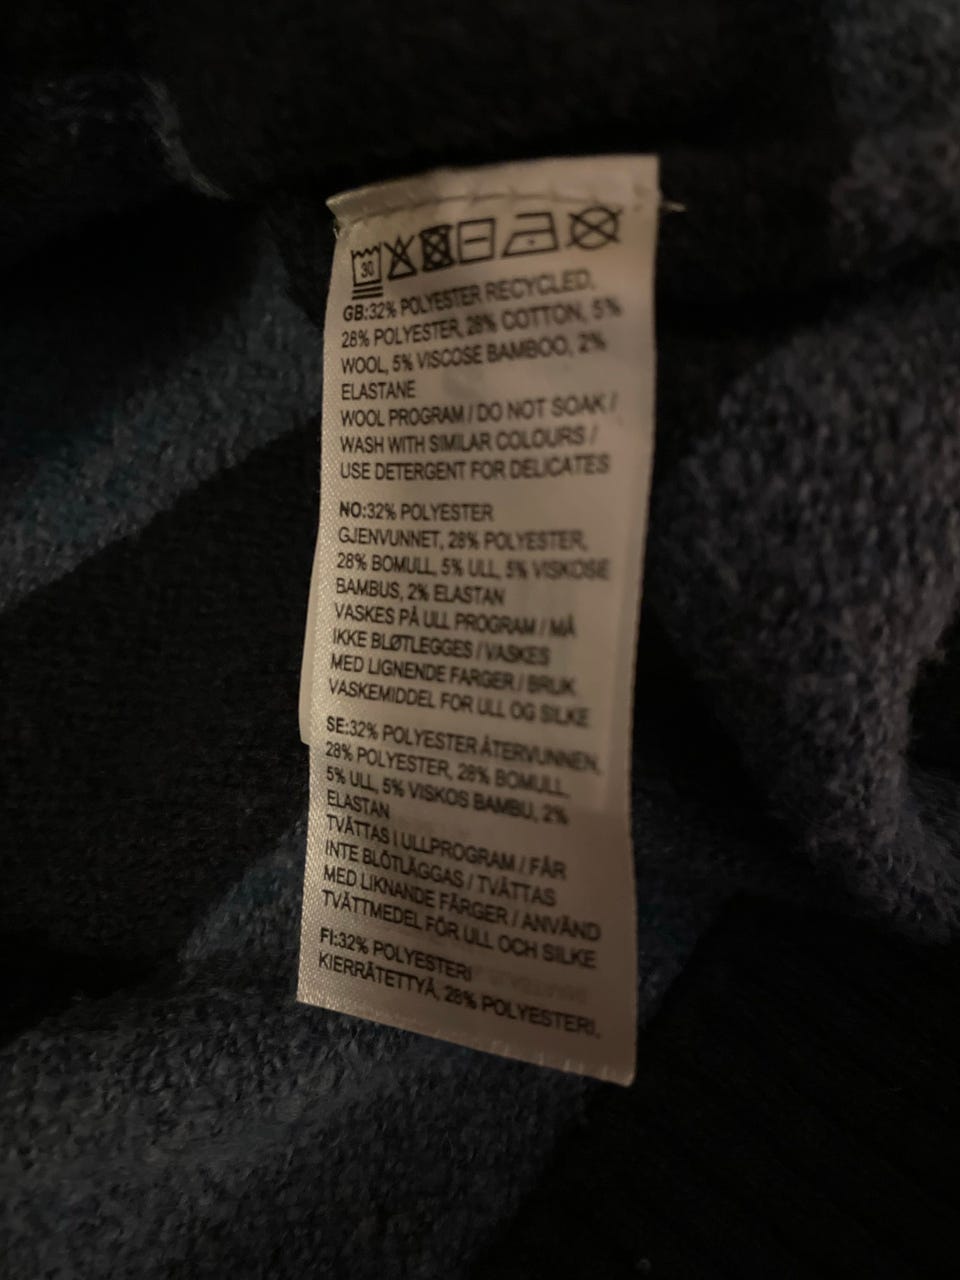 30
GB:32% POLYESTER RECYCLED,
28% POLYESTER, 28% COTTON, 5%
WOOL, 5% VISCOSE BAMBOO, 2%
ELASTANE
WOOL PROGRAM / DO NOT SOAK /
WASH WITH SIMILAR COLOURS /
USE DETERGENT FOR DELICATES
NO:32% POLYESTER
GJENVUNNET, 28% POLYESTER,
28% BOMULL, 5% ULL, 5% VISKOSE
BAMBUS, 2% ELASTAN
VASKES PÅ ULL PROGRAM / MÅ
IKKE BLØTLEGGES / VASKES
MED LIGNENDE FARGER / BRUK
VASKEMIDDEL FOR ULL OG SILKE
SE:32% POLYESTER ÅTERVUNNEN,
28% POLYESTER, 28% BOMULL,
5% ULL, 5% VISKOS BAMBU, 2%
ELASTAN
TVÄTTAS I ULLPROGRAM / FÅR
INTE BLÖTLÄGGAS / TVÄTTAS
MED LIKNANDE FÄRGER / ANVÄND
TVÄTTMEDEL FÖR ULL OCH SILKE
FI:32% POLYESTERI
KIERRÄTETTYÄ, 28% POLYESTERI,